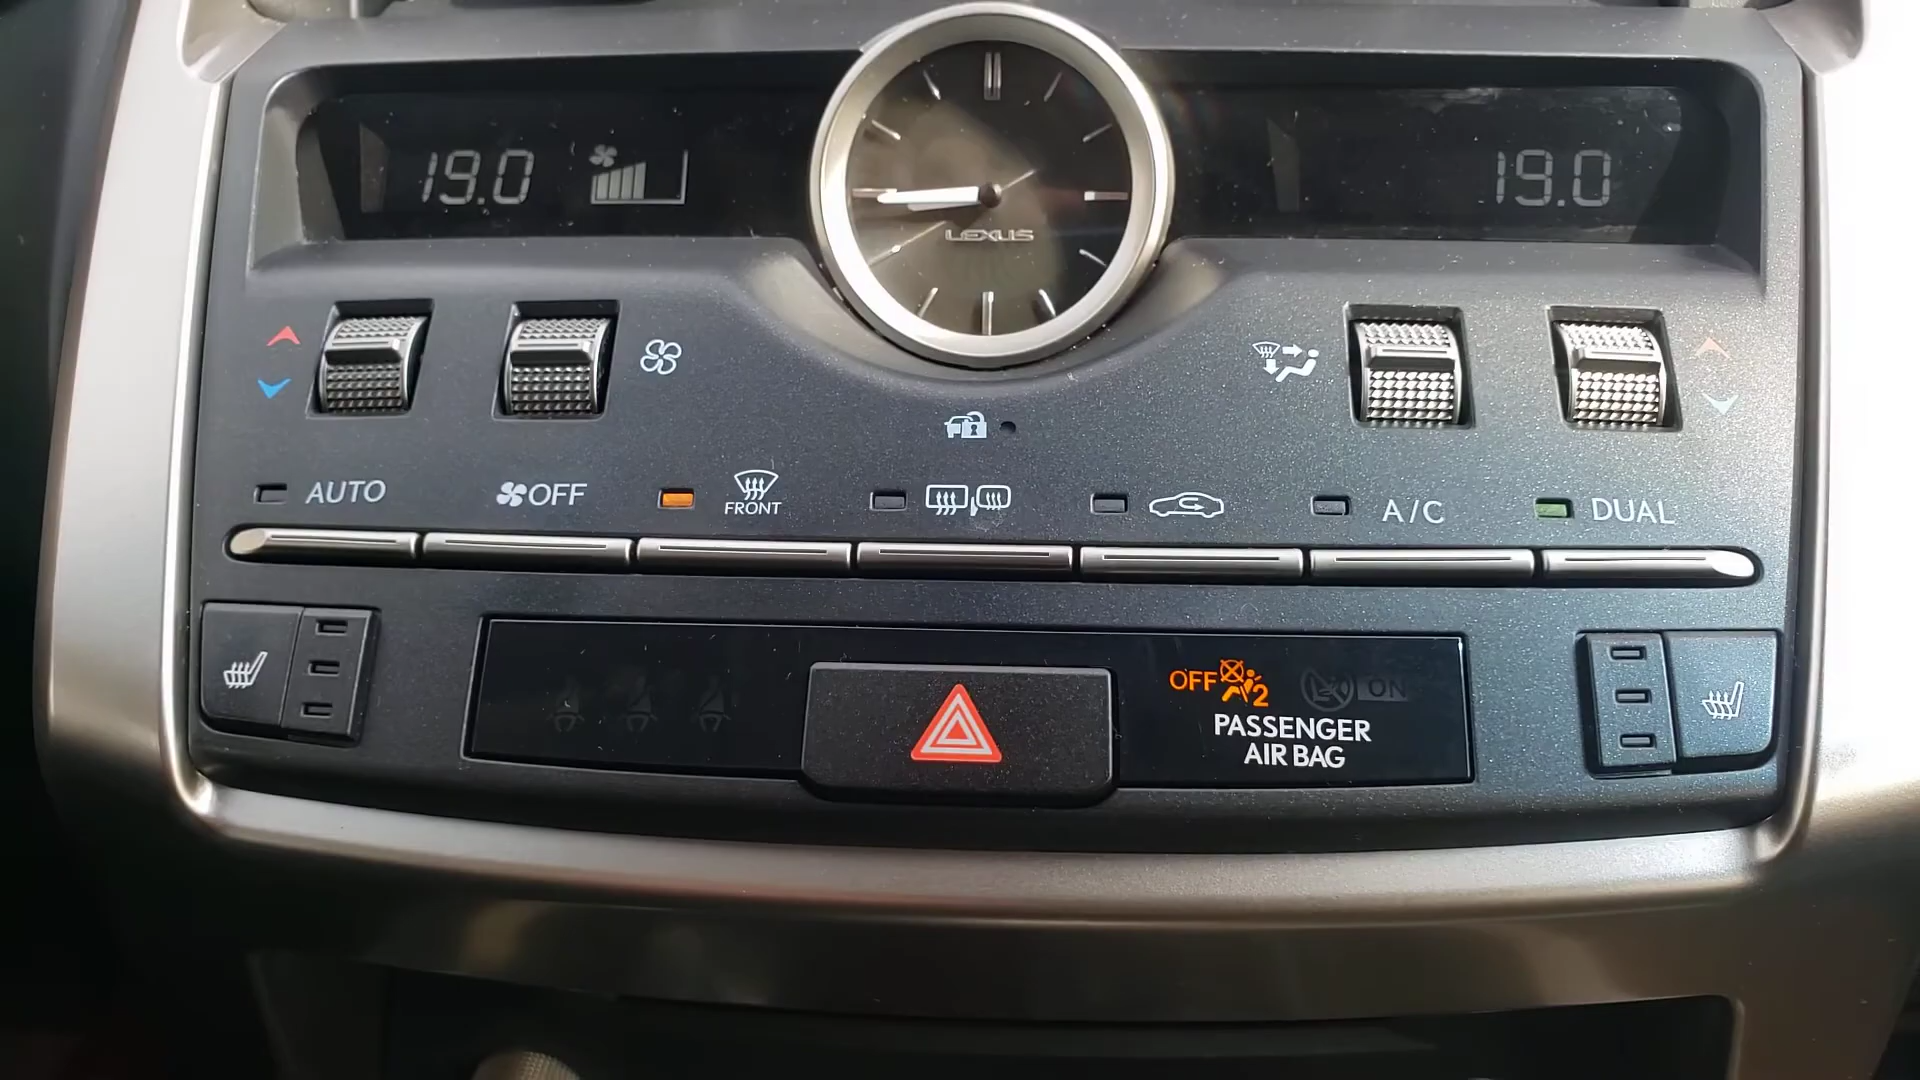 19.0
19.0
LEXUS
AUTO
OFF
FRONT
A/C
DUAL
OFF 2
ON
PASSENGER
AIR BAG